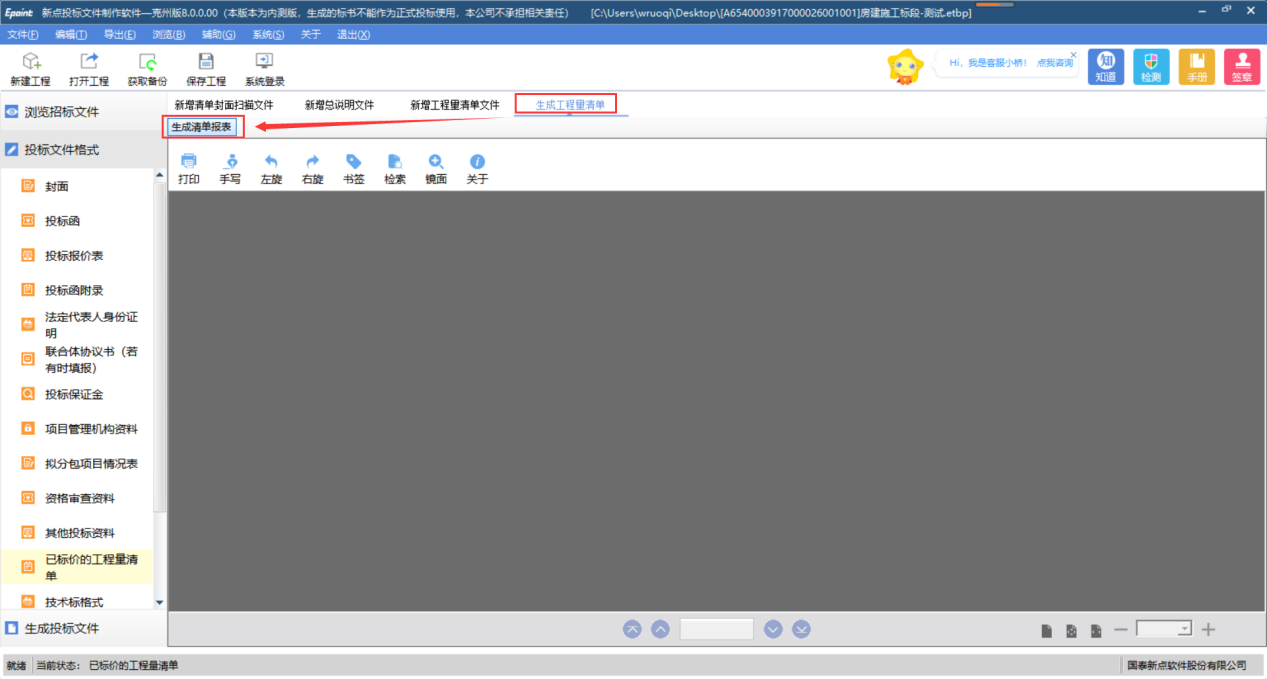 Epoint 新点投标文件制作软件—克州版8.0.0.00（本版本为内测版，生成的标书不能作为正式投标使用，本公司不承担相关责任） [C:\Users\wruoqi\Desktop\[A6540003917000026001001]房建施工标段-测试.etbp]
文件(F) 编辑(T) 导出(E) 浏览(B) 辅助(G) 系统(S) 关于 退出(X)
新建工程 打开工程 获取备份 保存工程 系统登录
Hi，我是客服小桥！ 点我咨询
知
知道 检测 手册 签章
浏览招标文件
新增清单封面扫描文件 新增总说明文件 新增工程量清单文件 生成工程量清单
生成清单报表
投标文件格式
打印 手写 左旋 右旋 书签 检索 镜面 关于
封面
投标函
投标报价表
投标函附录
法定代表人身份证
明
联合体协议书（若
有时填报）
投标保证金
项目管理机构资料
拟分包项目情况表
资格审查资料
其他投标资料
已标价的工程量清
单
技术标格式
生成投标文件
就绪 当前状态： 已标价的工程量清单 国泰新点软件股份有限公司